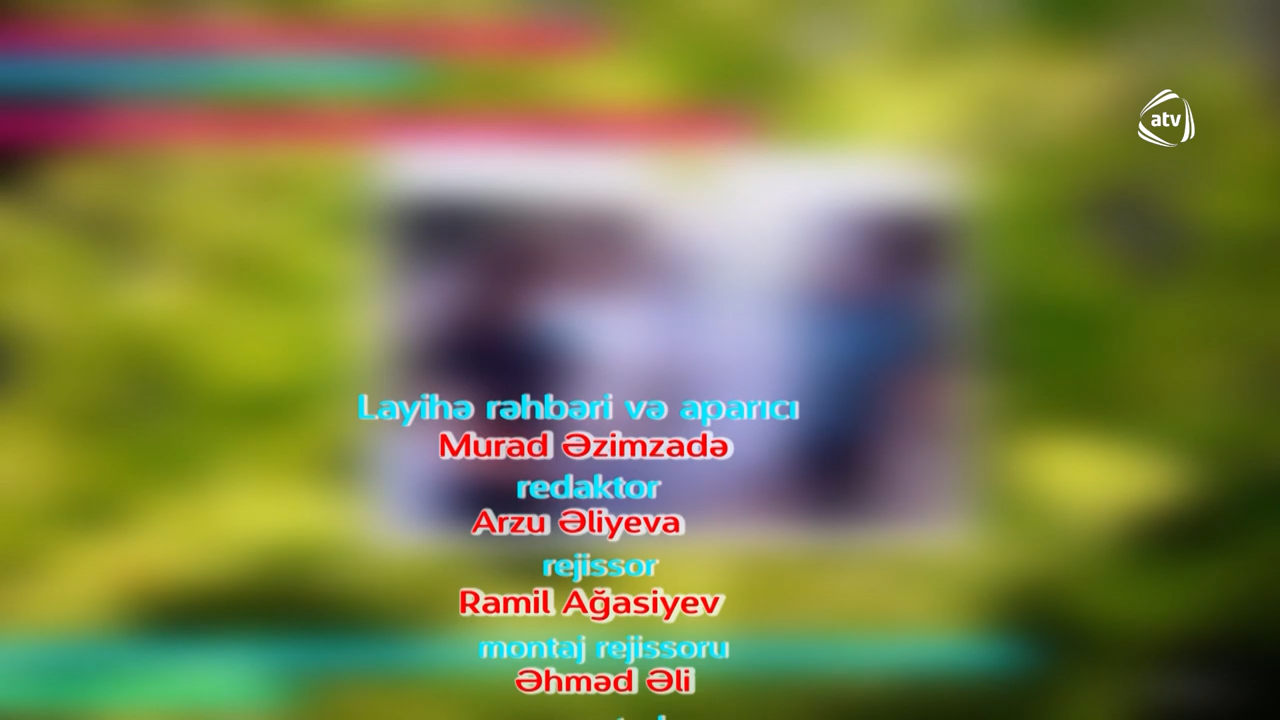 atv
Layihə rəhbəri və aparıcı
Murad Əzimzadə
redaktor
Arzu Əliyeva
rejissor
Ramil Ağasiyev
montaj rejissoru
Əhməd Əli